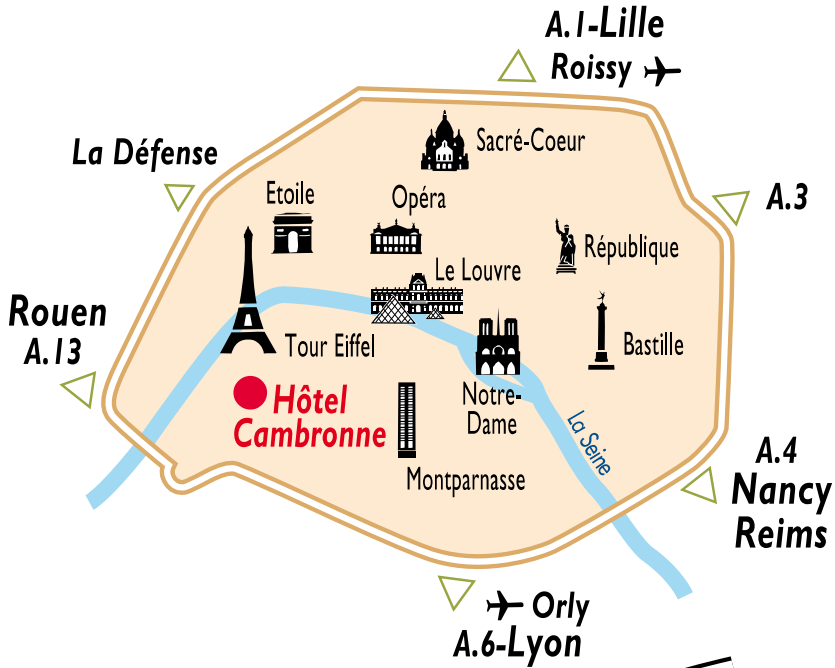 A.1-Lille
Roissy
Sacré-Coeur
La Défense
Etoile
Opéra
A.3
République
Le Louvre
Rouen
A.13
Tour Eiffel
Bastille
Hôtel
Cambronne
Notre-
Dame
La Seine
Montparnasse
A.4
Nancy
Reims
Orly
A.6-Lyon